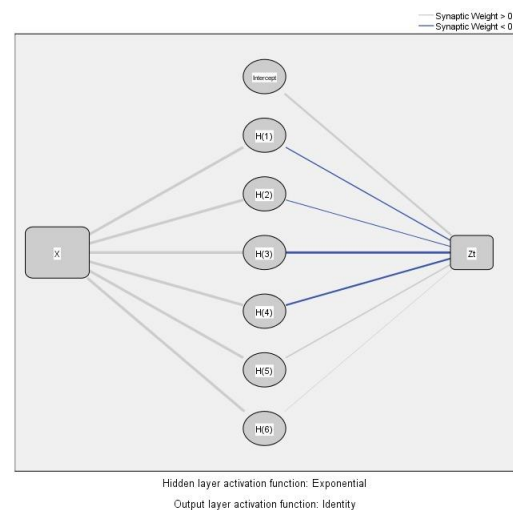 Synaptic Weight > 0
Synaptic Weight < 0
Intercept
H(1)
H(2)
X
H(3)
Zt
H(4)
H(5)
H(6)
Hidden layer activation function: Exponential
Output layer activation function: Identity